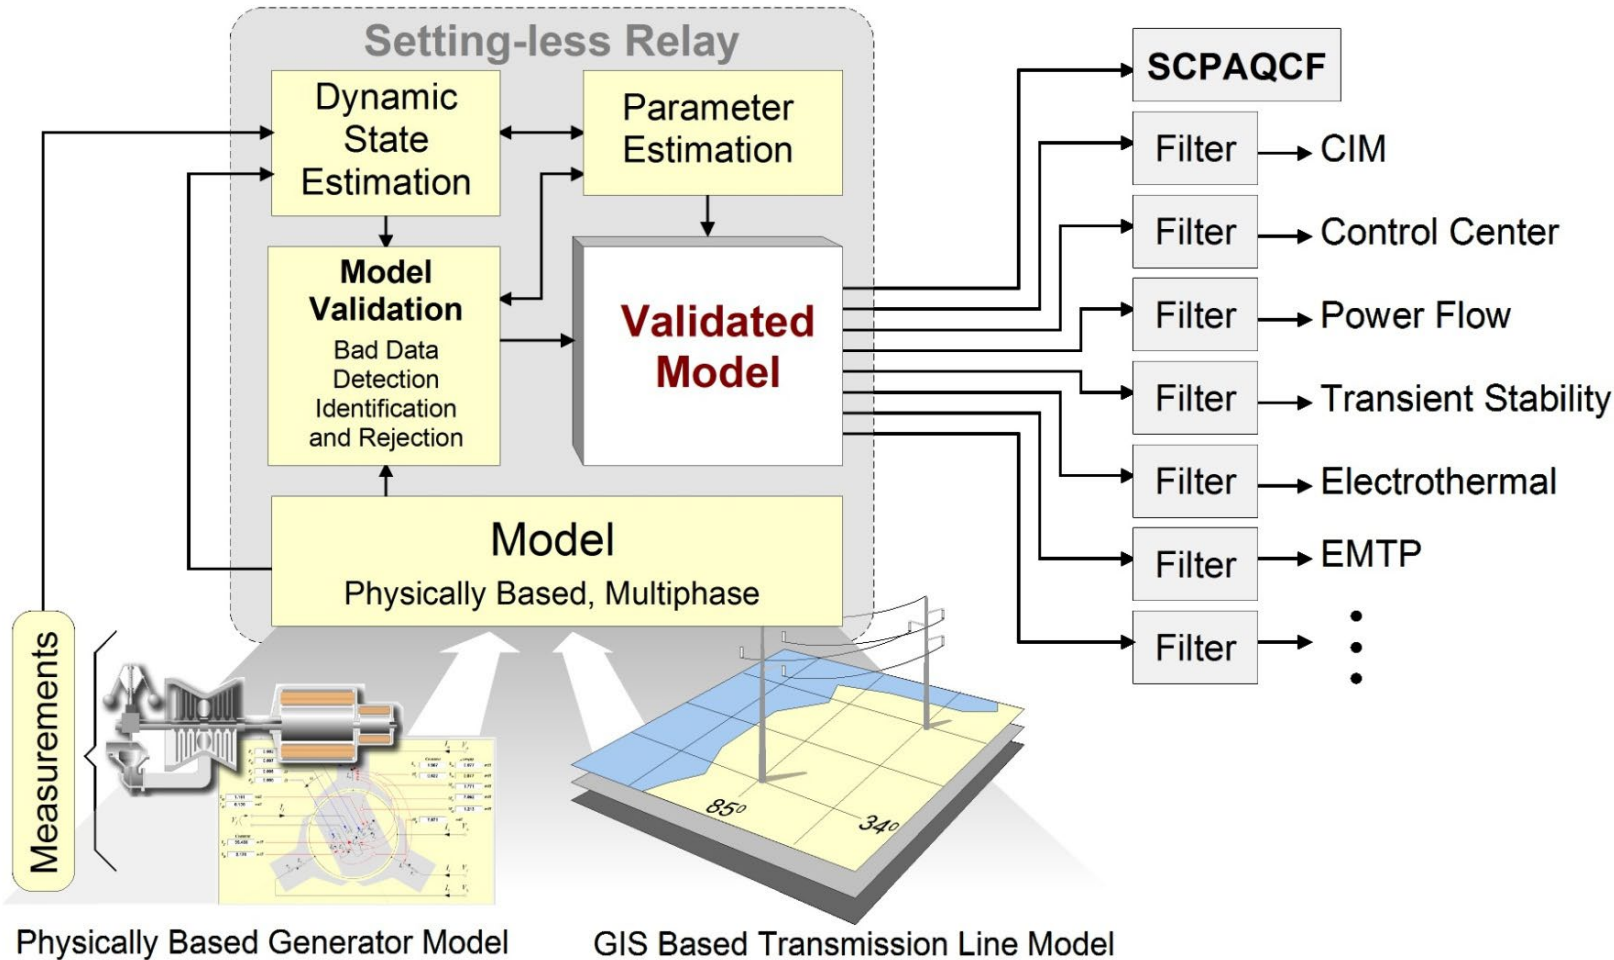 Setting-less Relay
Dynamic
State
Estimation
Parameter
Estimation
Model
Validation
Bad Data
Detection
Identification
and Rejection
Validated
Model
Model
Physically Based, Multiphase
Measurements
SCPAQCF
Filter
CIM
Filter
Control Center
Filter
Power Flow
Filter
Transient Stability
Filter
Electrothermal
Filter
EMTP
Filter
85⁰
34⁰
Physically Based Generator Model
GIS Based Transmission Line Model